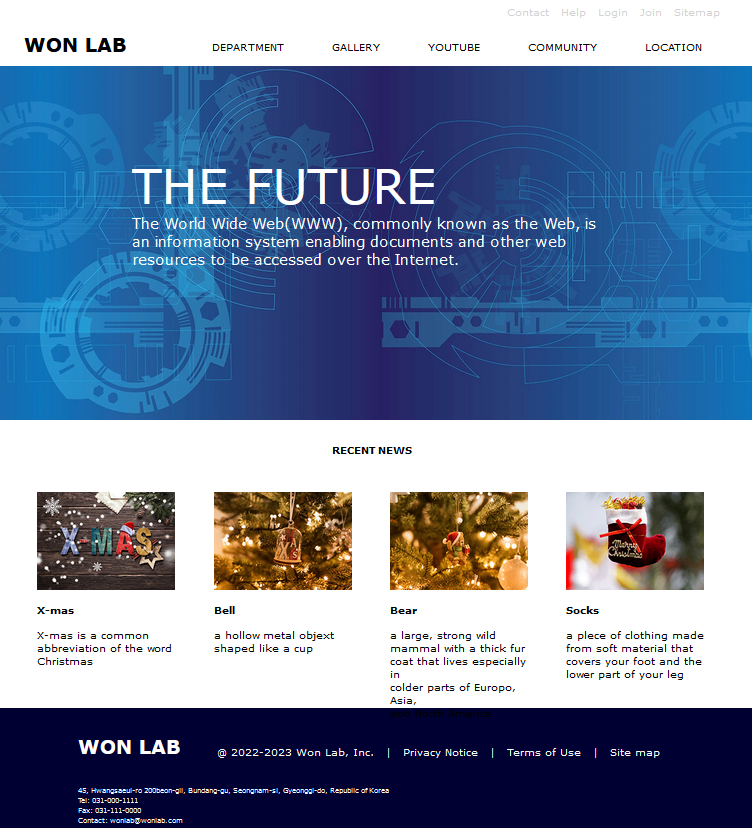 Contact Help Login Join Sitemap
WON LAB DEPARTMENT GALLERY YOUTUBE COMMUNITY LOCATION
THE FUTURE
The World Wide Web(WWW), commonly known as the Web, is
an information system enabling documents and other web
resources to be accessed over the Internet.
RECENT NEWS
X-MAS
XMAS
Merry
Christmas
X-mas
X-mas is a common
abbreviation of the word
Christmas
Bell
a hollow metal objext
shaped like a cup
Bear
a large, strong wild
mammal with a thick fur
coat that lives especially
in
colder parts of Europo,
Asia,
Socks
a plece of clothing made
from soft material that
covers your foot and the
lower part of your leg
WON LAB
@ 2022-2023 Won Lab, Inc. | Privacy Notice | Terms of Use | Site map
45, Hwangsaeul-ro 200beon-gil, Bundang-gu, Seongnam-si, Gyeonggi-do, Republic of Korea
Tel: 031-000-1111
Fax: 031-111-0000
Contact: wonlab@wonlab.com